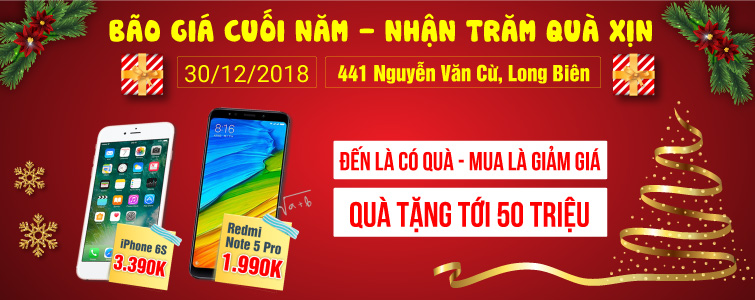 BÃO GIÁ CUỐI NĂM – NHẬN TRĂM QUÀ XỊN
30/12/2018
441 Nguyễn Văn Cừ, Long Biên
8:16
ĐẾN LÀ CÓ QUÀ - MUA LÀ GIẢM GIÁ
QUÀ TẶNG TỚI 50 TRIỆU
√a+b
iPhone 6S
3.390K
Redmi
Note 5 Pro
1.990K